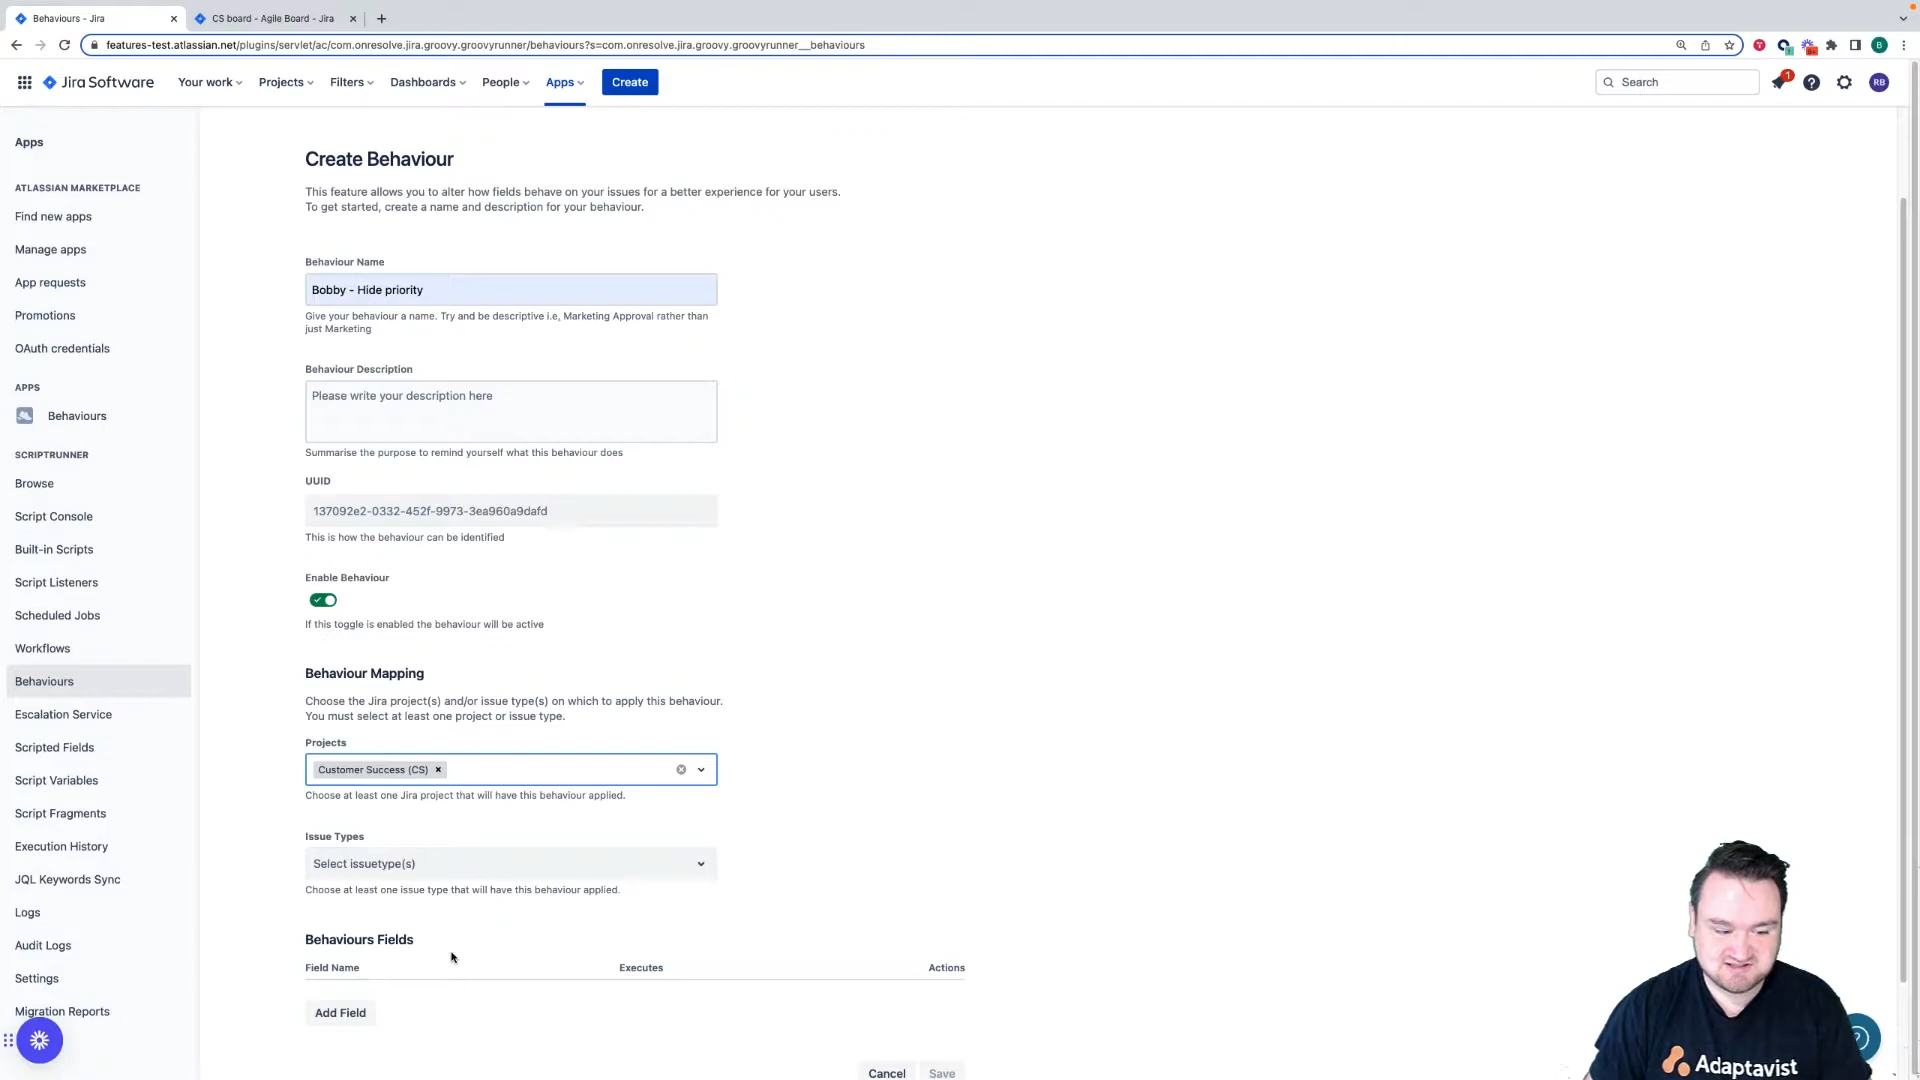 Behaviours - Jira
CS board - Agile Board - Jira
features-test.atlassian.net/plugins/servlet/ac/com.onresolve.jira.groovy.groovyrunner/behaviours?s=com.onresolve.jira.groovy.groovyrunner__behaviours
B
Jira Software
Your work
Projects
Filters
Dashboards
People
Apps
Create
Search
1
RB
Apps
ATLASSIAN MARKETPLACE
Find new apps
Manage apps
App requests
Promotions
OAuth credentials
APPS
Behaviours
SCRIPTRUNNER
Browse
Script Console
Built-in Scripts
Script Listeners
Scheduled Jobs
Workflows
Behaviours
Escalation Service
Scripted Fields
Script Variables
Script Fragments
Execution History
JQL Keywords Sync
Logs
Audit Logs
Settings
Migration Reports
Create Behaviour
This feature allows you to alter how fields behave on your issues for a better experience for your users.
To get started, create a name and description for your behaviour.
Behaviour Name
Bobby - Hide priority
Give your behaviour a name. Try and be descriptive i.e, Marketing Approval rather than
just Marketing
Behaviour Description
Please write your description here
Summarise the purpose to remind yourself what this behaviour does
UUID
137092e2-0332-452f-9973-3ea960a9dafd
This is how the behaviour can be identified
Enable Behaviour
If this toggle is enabled the behaviour will be active
Behaviour Mapping
Choose the Jira project(s) and/or issue type(s) on which to apply this behaviour.
You must select at least one project or issue type.
Projects
Customer Success (CS)
Choose at least one Jira project that will have this behaviour applied.
Issue Types
Select issuetype(s)
Choose at least one issue type that will have this behaviour applied.
Behaviours Fields
Field Name
Executes
Actions
Add Field
Cancel
Save
Adaptavist